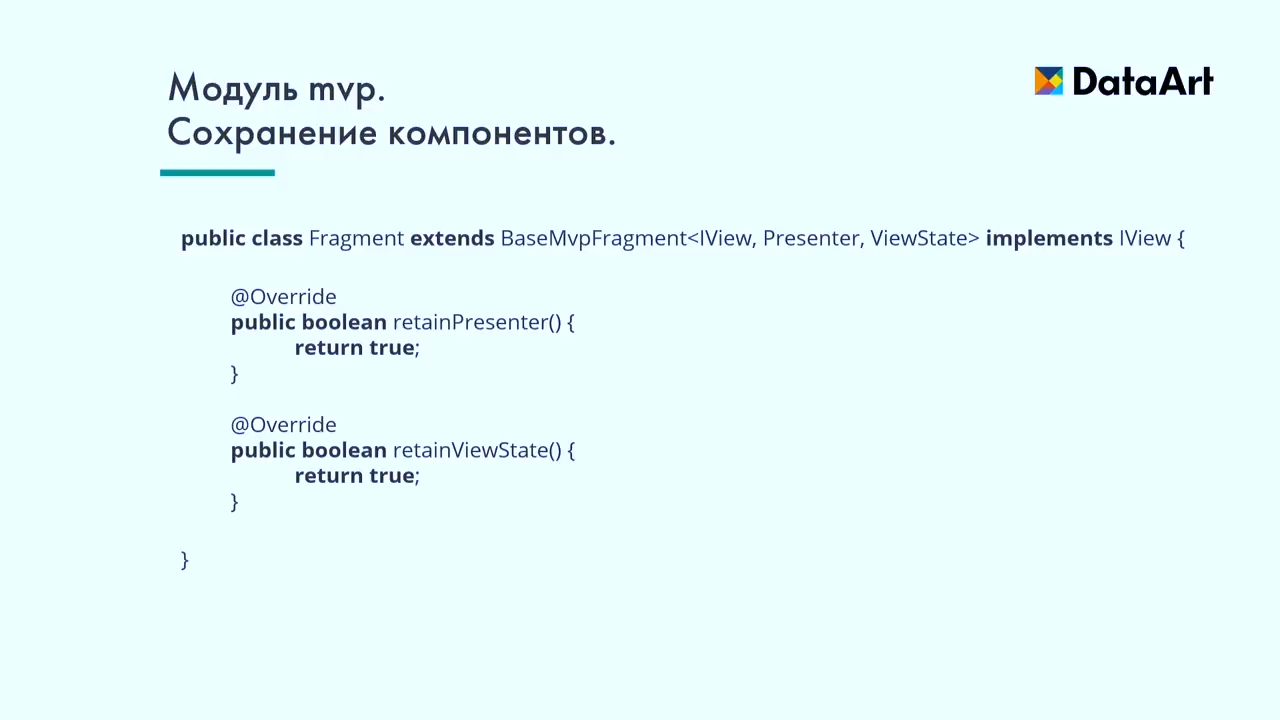 Модуль mvp.
Сохранение компонентов.
DataArt
public class Fragment extends BaseMvpFragment<IView, Presenter, ViewState> implements IView {
@Override
public boolean retainPresenter() {
return true;
}
@Override
public boolean retainViewState() {
return true;
}
}